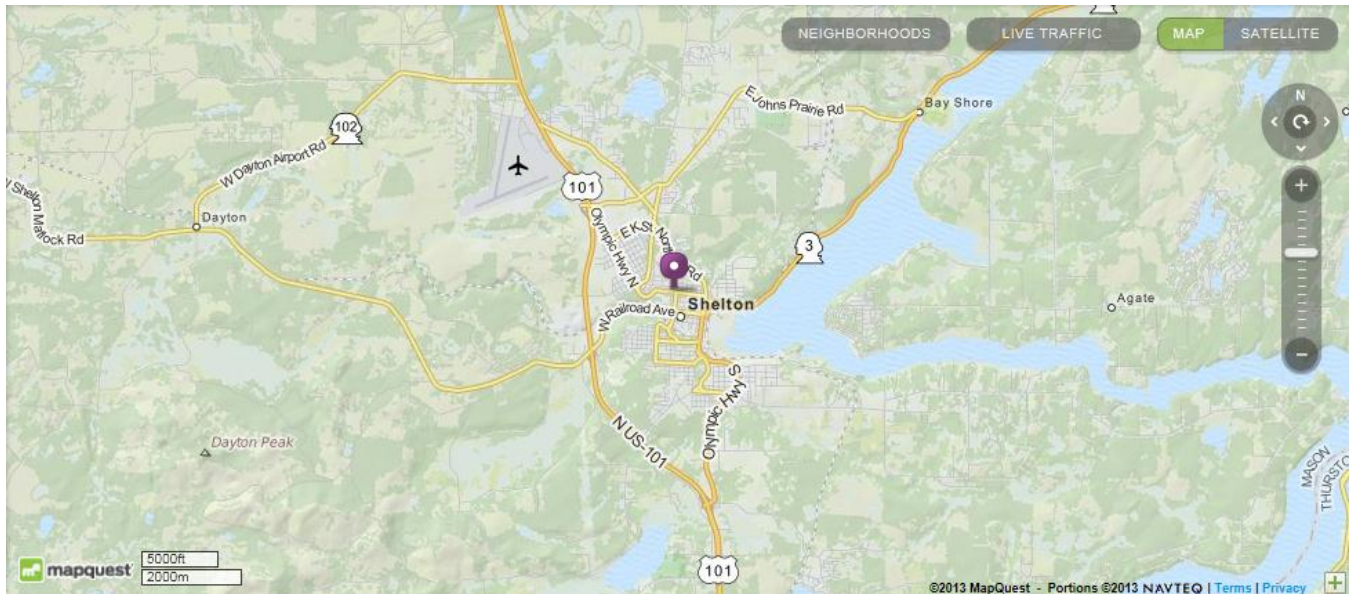 NEIGHBORHOODS
LIVE TRAFFIC
MAP
SATELLITE
N
E Johns Prairie Rd
Bay Shore
102
W Dayton Airport Rd
101
Shelton Matlock Rd
Dayton
Olympic Hwy N
E K St
Rd
3
Shelton
W Railroad Ave
Agate
Olympic Hwy S
N US-101
Dayton Peak
MASON
THURSTO
101
mapquest
5000ft
2000m
©2013 MapQuest - Portions ©2013 NAVTEQ | Terms | Privacy